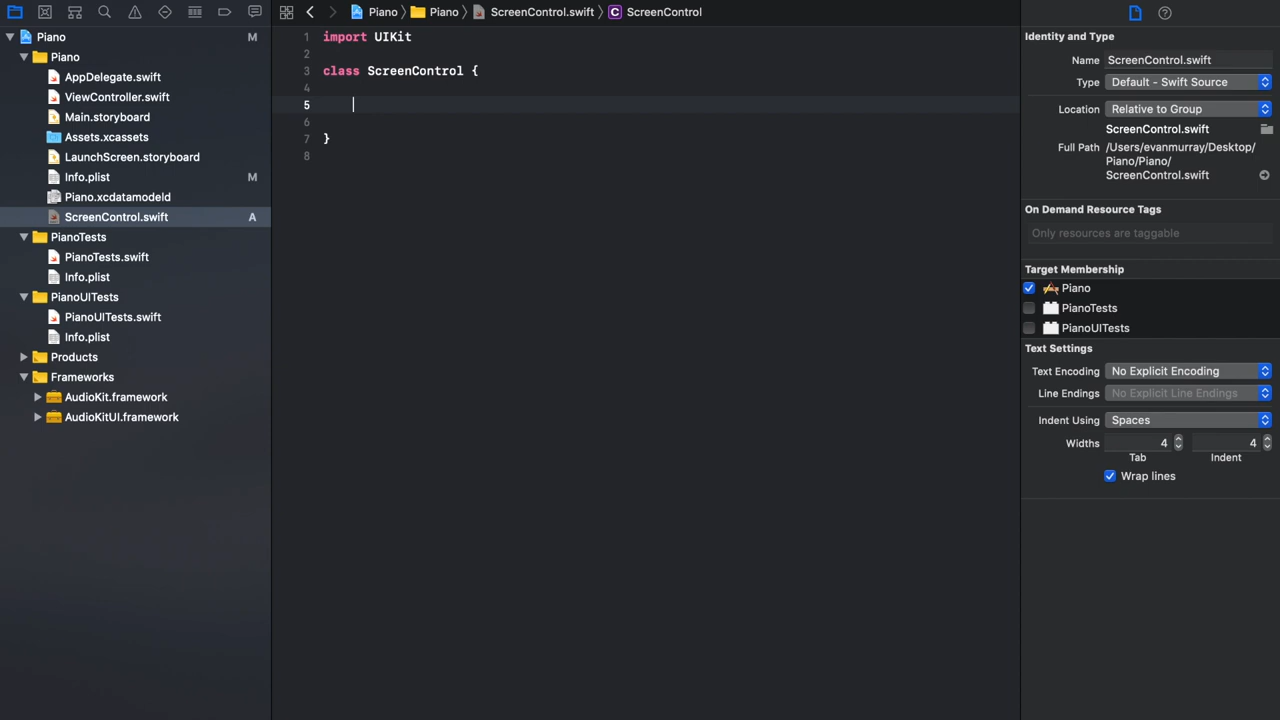 Piano
Piano
ScreenControl.swift
ScreenControl
Piano M
Piano
AppDelegate.swift
ViewController.swift
Main.storyboard
Assets.xcassets
LaunchScreen.storyboard
Info.plist M
Piano.xcdatamodeld
ScreenControl.swift A
PianoTests
PianoTests.swift
Info.plist
PianoUITests
PianoUITests.swift
Info.plist
Products
Frameworks
AudioKit.framework
AudioKitUI.framework
1 import UIKit
2
3 class ScreenControl {
4
5
6
7 }
8
Identity and Type
Name ScreenControl.swift
Type Default - Swift Source
Location Relative to Group
ScreenControl.swift
Full Path /Users/evanmurray/Desktop/
Piano/Piano/
ScreenControl.swift
On Demand Resource Tags
Only resources are taggable
Target Membership
Piano
PianoTests
PianoUITests
Text Settings
Text Encoding No Explicit Encoding
Line Endings No Explicit Line Endings
Indent Using Spaces
Widths 4 4
Tab Indent
Wrap lines